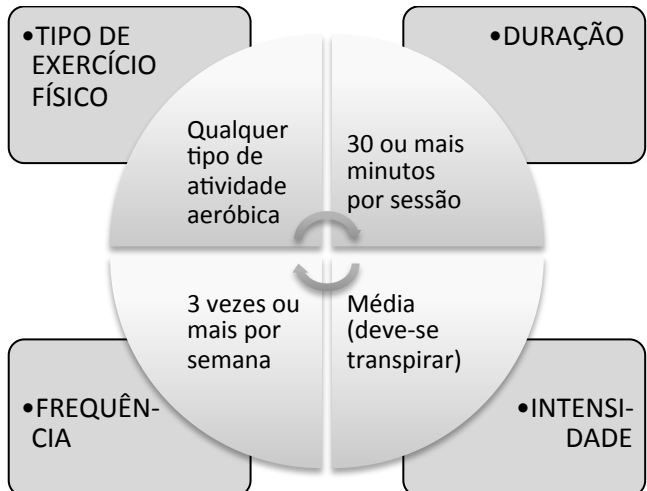 •TIPO DE
EXERCÍCIO
FÍSICO
•DURAÇÃO
Qualquer
tipo de
atividade
aeróbica
30 ou mais
minutos
por sessão
3 vezes ou
mais por
semana
Média
(deve-se
transpirar)
•FREQUÊN-
CIA
•INTENSI-
DADE